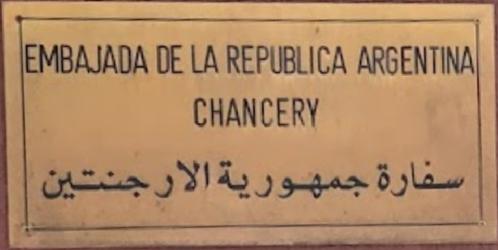 EMBAJADA DE LA REPUBLICA ARGENTINA
CHANCERY
سفارة جمهورية الارجنتين